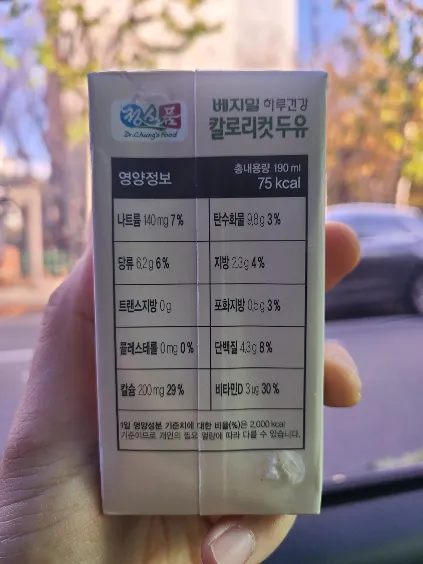 정식품
Dr.Chung's Food
베지밀 하루건강
칼로리컷두유
영양정보
총내용량 190 ml
75 kcal
나트륨 140 mg 7% 탄수화물 9.8 g 3%
당류 6.2 g 6% 지방 2.3 g 4%
트랜스지방 0 g 포화지방 0.5 g 3%
콜레스테롤 0 mg 0% 단백질 4.3 g 8%
칼슘 200 mg 29% 비타민D 3 ug 30%
1일 영양성분 기준치에 대한 비율(%)은 2,000 kcal
기준이므로 개인의 필요 열량에 따라 다를 수 있습니다.